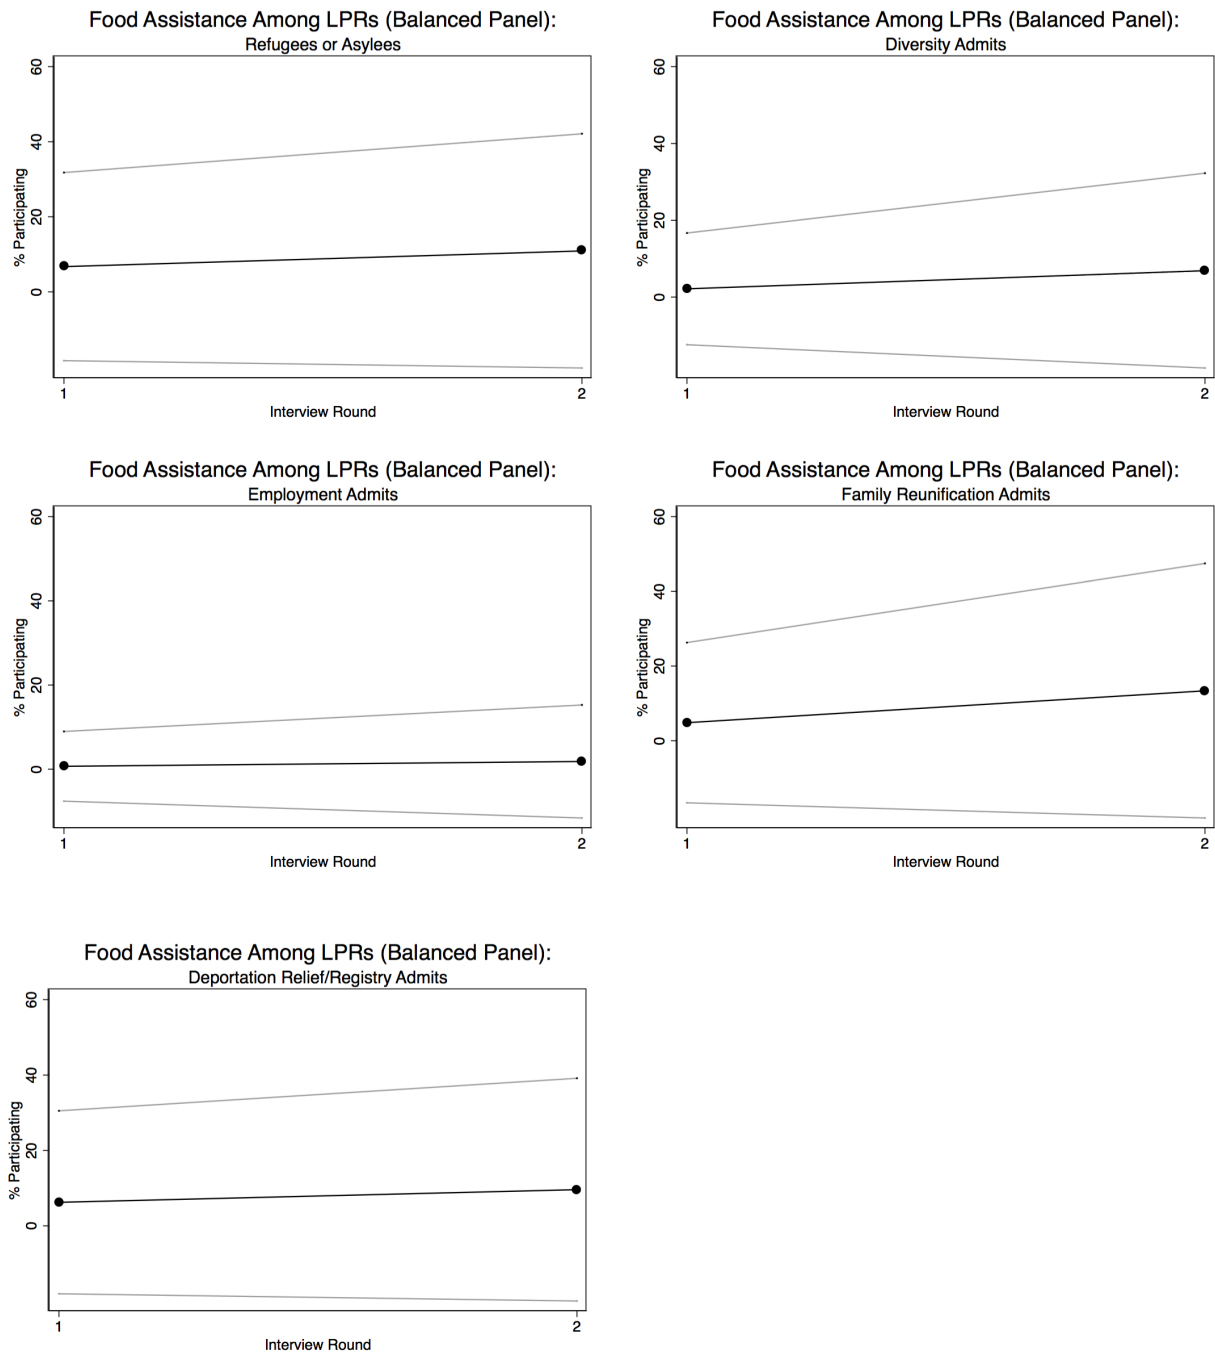 Food Assistance Among LPRs (Balanced Panel):
Refugees or Asylees
% Participating
60
40
20
0
1
2
Interview Round
Food Assistance Among LPRs (Balanced Panel):
Diversity Admits
% Participating
60
40
20
0
1
2
Interview Round
Food Assistance Among LPRs (Balanced Panel):
Employment Admits
% Participating
60
40
20
0
1
2
Interview Round
Food Assistance Among LPRs (Balanced Panel):
Family Reunification Admits
% Participating
60
40
20
0
1
2
Interview Round
Food Assistance Among LPRs (Balanced Panel):
Deportation Relief/Registry Admits
% Participating
60
40
20
0
1
2
Interview Round